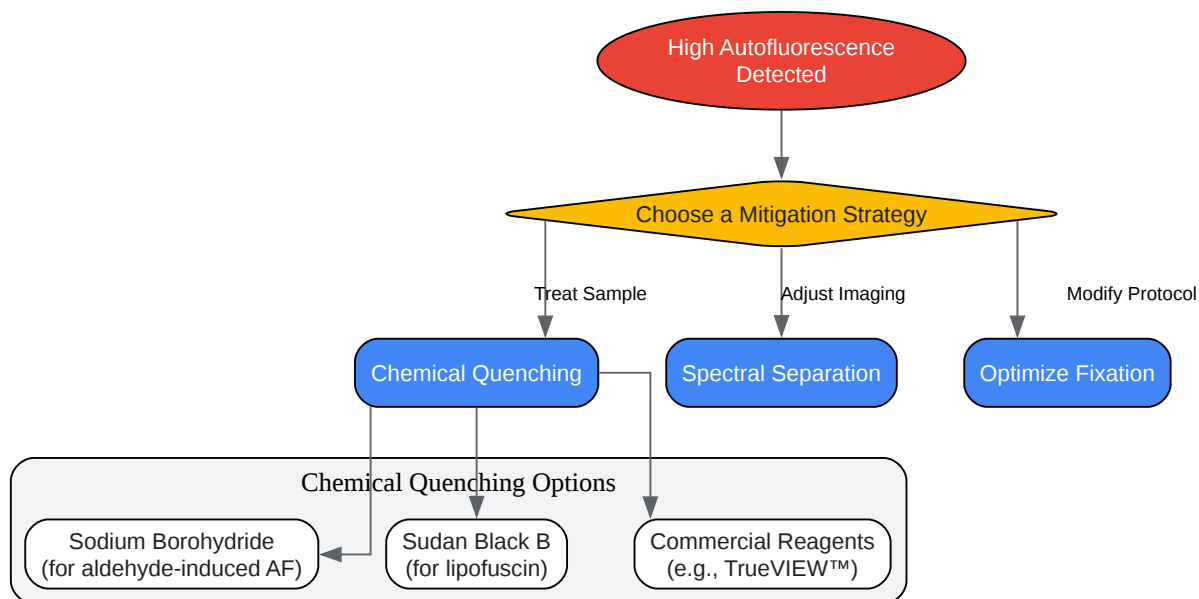 High Autofluorescence
Detected
Choose a Mitigation Strategy
Treat Sample
Adjust Imaging
Modify Protocol
Chemical Quenching
Spectral Separation
Optimize Fixation
Chemical Quenching Options
Sodium Borohydride
(for aldehyde-induced AF)
Sudan Black B
(for lipofuscin)
Commercial Reagents
(e.g., TrueVIEW™)